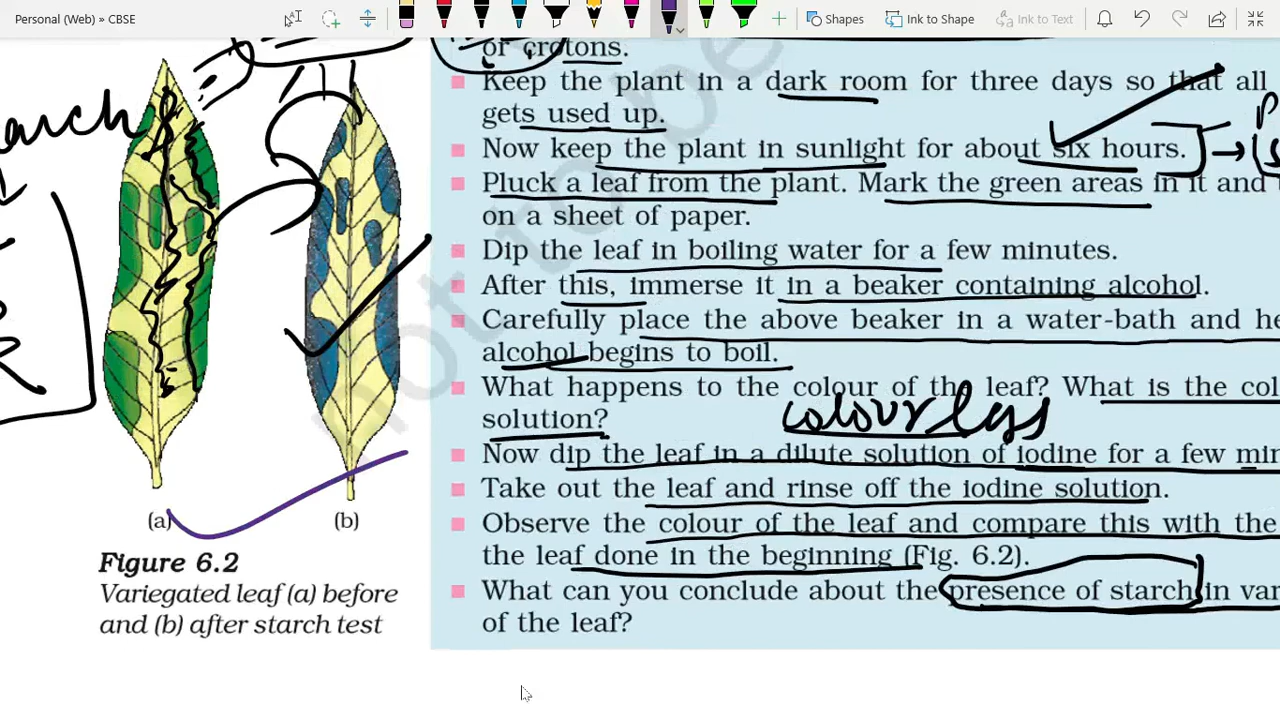 Personal (Web) » CBSE
Shapes
Ink to Shape
Ink to Text
or crotons.
Keep the plant in a dark room for three days so that all
gets used up.
Now keep the plant in sunlight for about six hours.
Pluck a leaf from the plant. Mark the green areas in it and
on a sheet of paper.
Dip the leaf in boiling water for a few minutes.
After this, immerse it in a beaker containing alcohol.
Carefully place the above beaker in a water-bath and he
alcohol begins to boil.
What happens to the colour of the leaf? What is the col
solution?
colourless
Now dip the leaf in a dilute solution of iodine for a few min
Take out the leaf and rinse off the iodine solution.
Observe the colour of the leaf and compare this with the
the leaf done in the beginning (Fig. 6.2).
What can you conclude about the presence of starch in var
of the leaf?
arch
(a)
(b)
Figure 6.2
Variegated leaf (a) before
and (b) after starch test
not to be